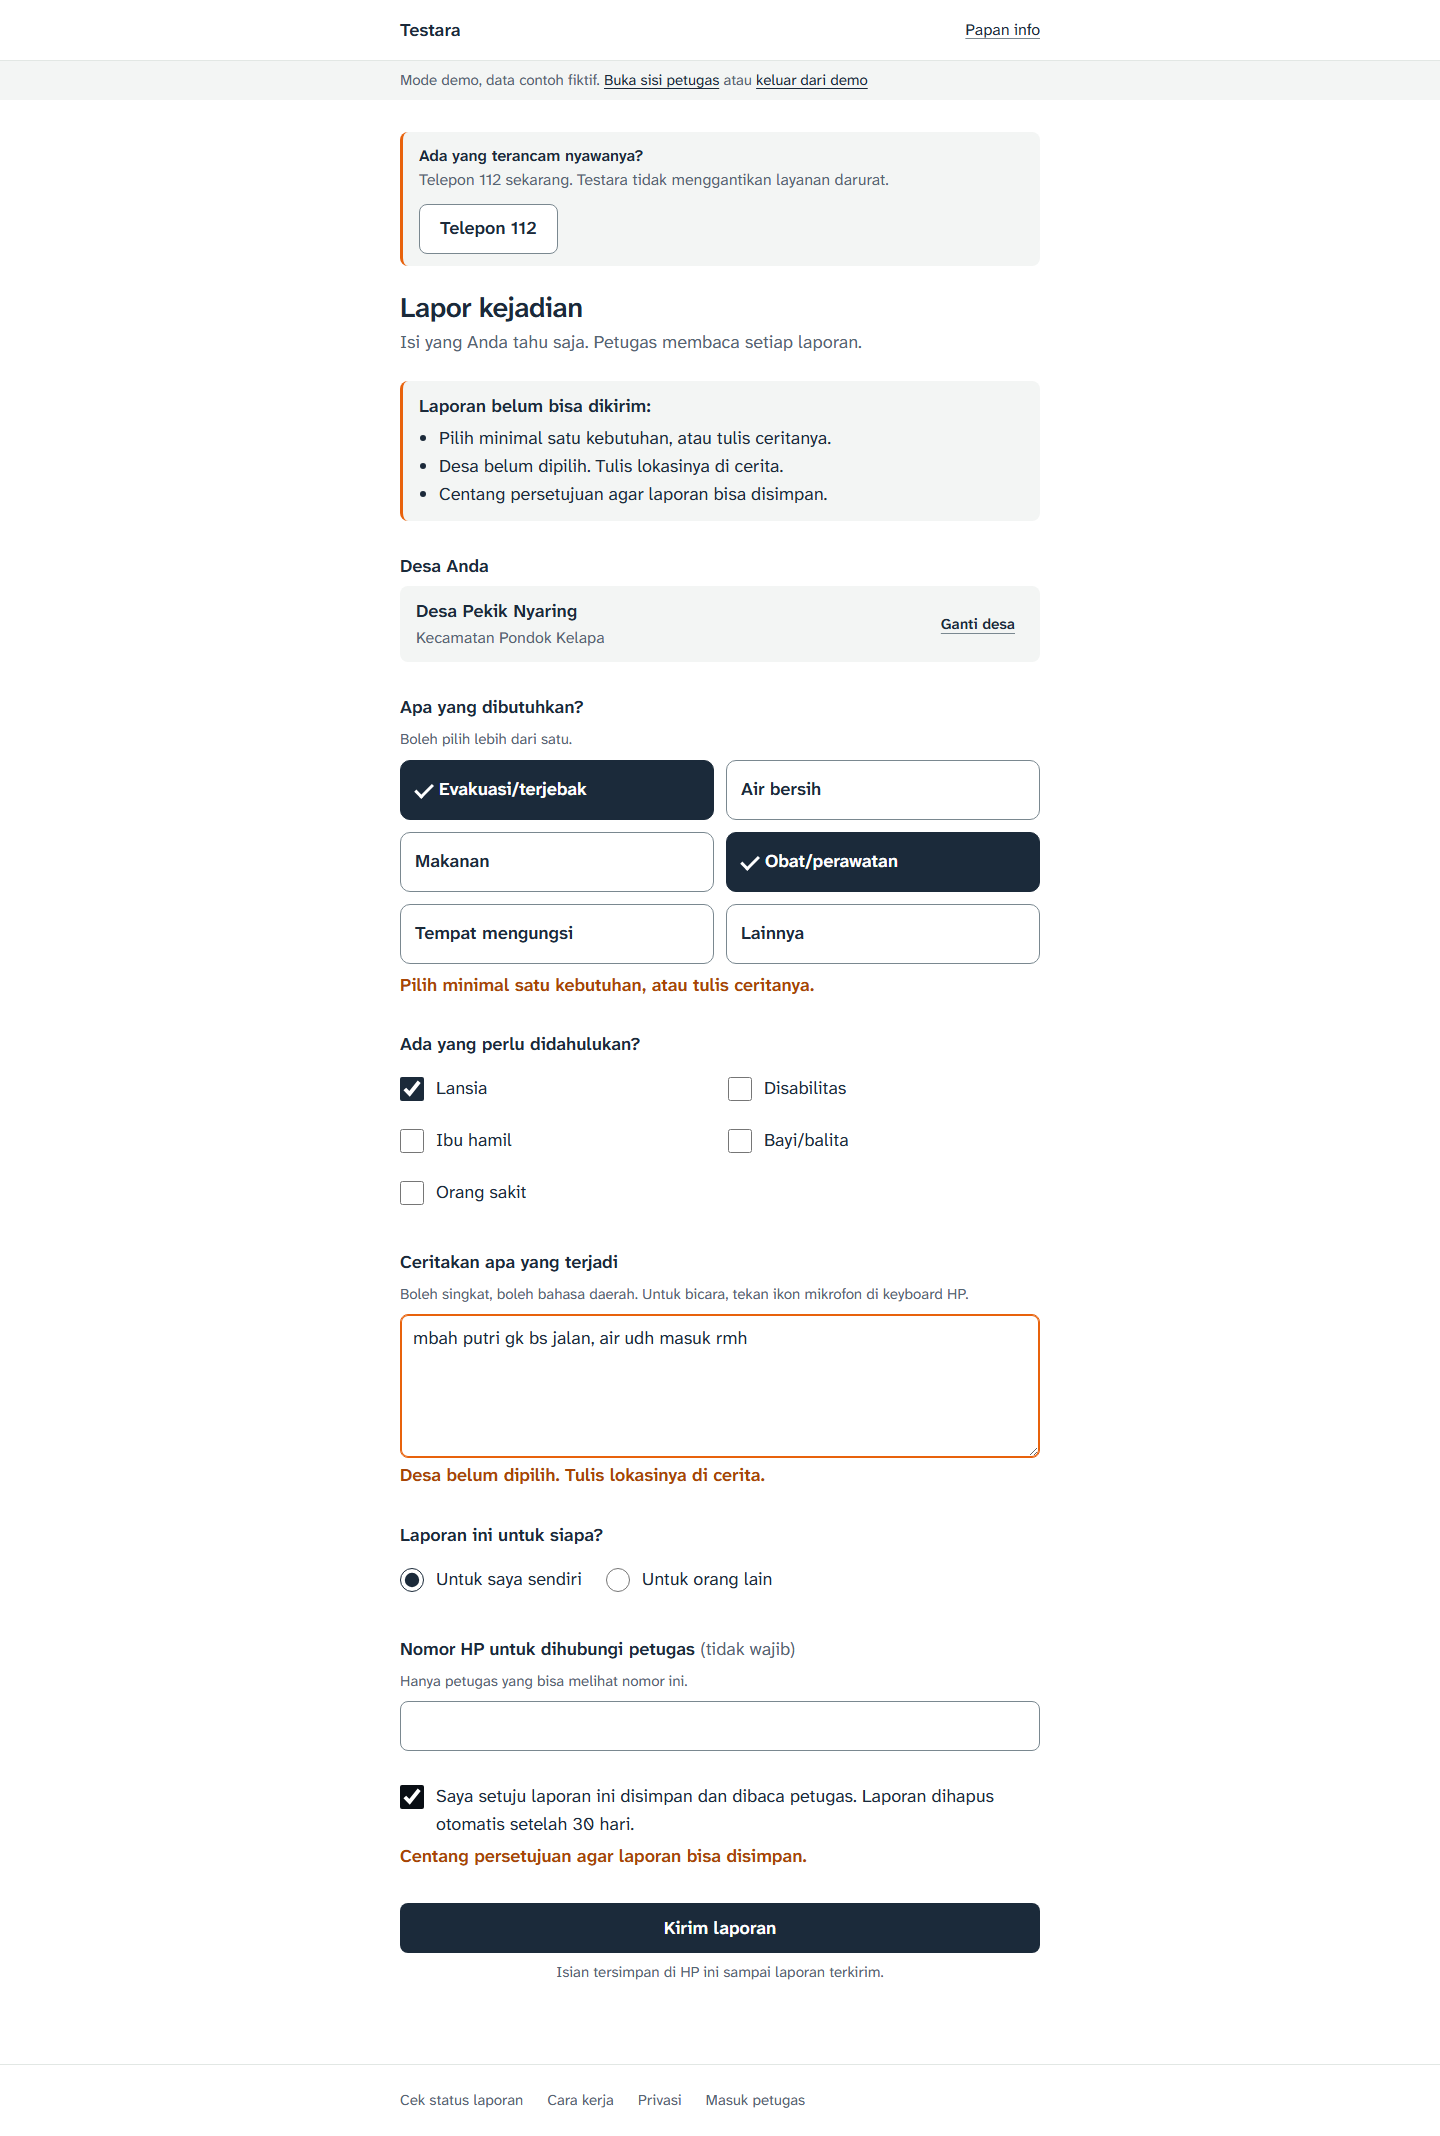 Testara
Papan info
Mode demo, data contoh fiktif. Buka sisi petugas atau keluar dari demo
Ada yang terancam nyawanya?
Telepon 112 sekarang. Testara tidak menggantikan layanan darurat.
Telepon 112
Lapor kejadian
Isi yang Anda tahu saja. Petugas membaca setiap laporan.
Laporan belum bisa dikirim:
Pilih minimal satu kebutuhan, atau tulis ceritanya.
Desa belum dipilih. Tulis lokasinya di cerita.
Centang persetujuan agar laporan bisa disimpan.
Desa Anda
Desa Pekik Nyaring
Kecamatan Pondok Kelapa
Ganti desa
Apa yang dibutuhkan?
Boleh pilih lebih dari satu.
Evakuasi/terjebak
Air bersih
Makanan
Obat/perawatan
Tempat mengungsi
Lainnya
Pilih minimal satu kebutuhan, atau tulis ceritanya.
Ada yang perlu didahulukan?
Lansia
Disabilitas
Ibu hamil
Bayi/balita
Orang sakit
Ceritakan apa yang terjadi
Boleh singkat, boleh bahasa daerah. Untuk bicara, tekan ikon mikrofon di keyboard HP.
mbah putri gk bs jalan, air udh masuk rmh
Desa belum dipilih. Tulis lokasinya di cerita.
Laporan ini untuk siapa?
Untuk saya sendiri
Untuk orang lain
Nomor HP untuk dihubungi petugas (tidak wajib)
Hanya petugas yang bisa melihat nomor ini.
Saya setuju laporan ini disimpan dan dibaca petugas. Laporan dihapus
otomatis setelah 30 hari.
Centang persetujuan agar laporan bisa disimpan.
Kirim laporan
Isian tersimpan di HP ini sampai laporan terkirim.
Cek status laporan
Cara kerja
Privasi
Masuk petugas